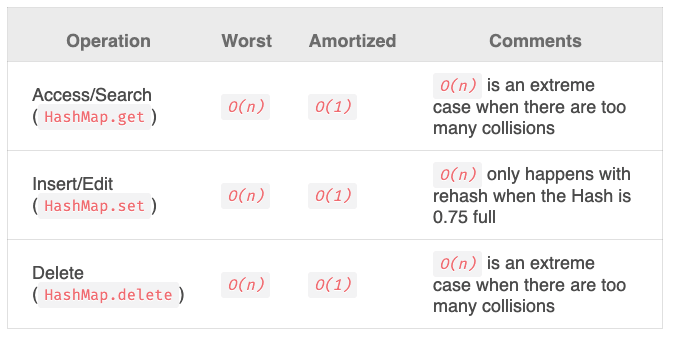 Operation Worst Amortized Comments
Access/Search
(HashMap.get)
O(n)
O(1)
O(n) is an extreme
case when there are too
many collisions
Insert/Edit
(HashMap.set)
O(n)
O(1)
O(n) only happens with
rehash when the Hash is
0.75 full
Delete
(HashMap.delete)
O(n)
O(1)
O(n) is an extreme
case when there are too
many collisions